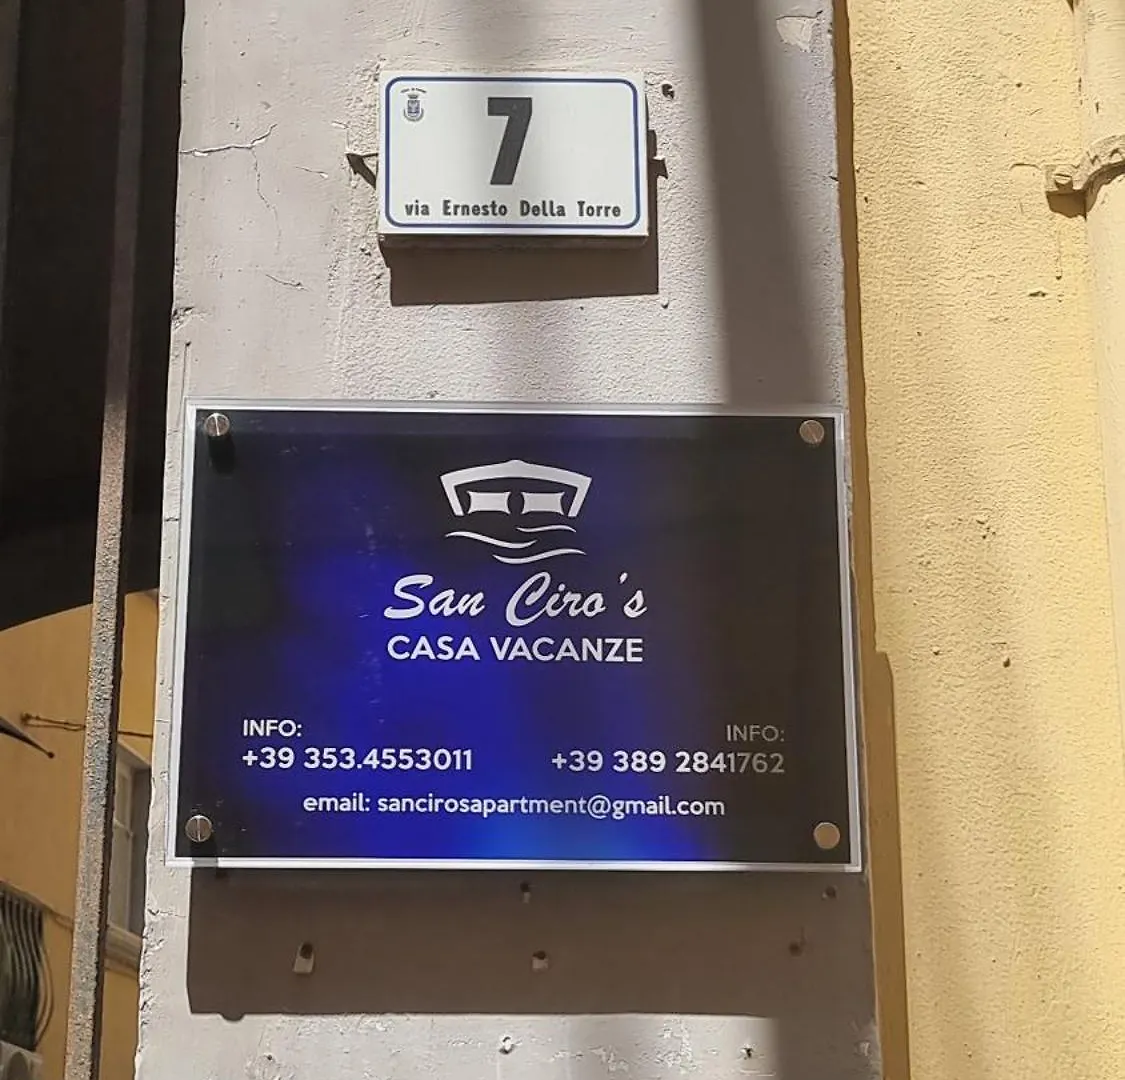 7
via Ernesto Della Torre
San Ciro's
CASA VACANZE
INFO:
+39 353.4553011
INFO:
+39 389 2841762
email: sancirosapartment@gmail.com